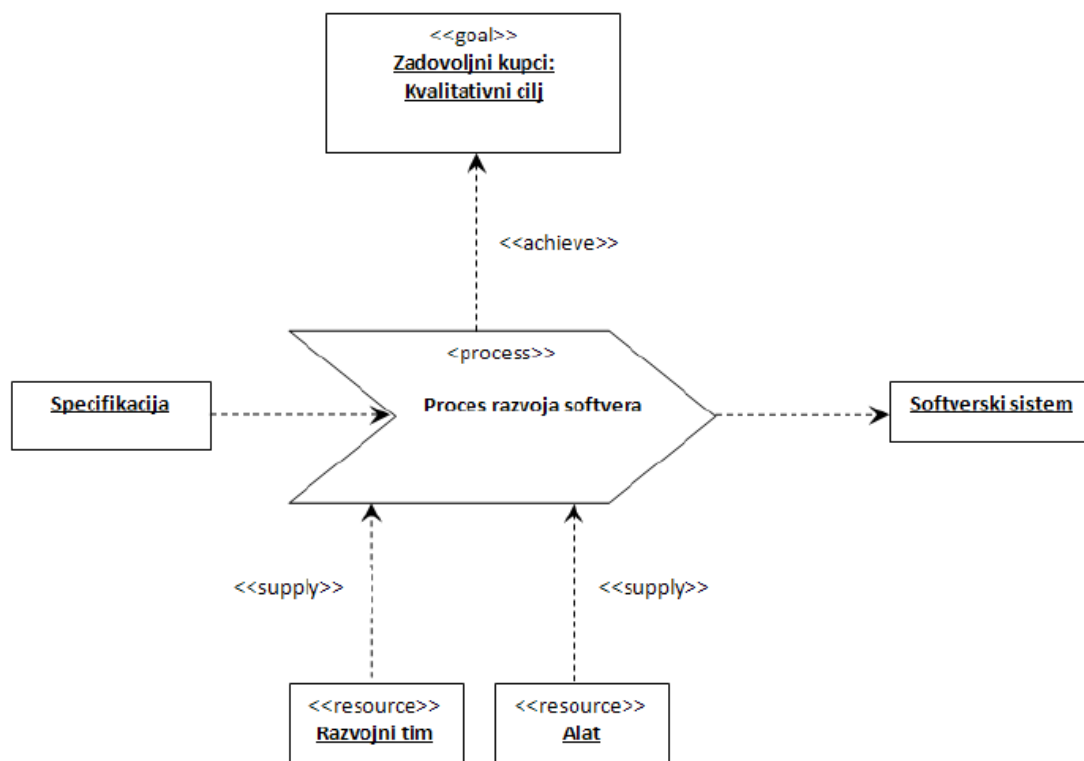 <<goal>>
Zadovoljni kupci:
Kvalitativni cilj
<<achieve>>
<process>>
Proces razvoja softvera
Specifikacija
Softverski sistem
<<supply>>
<<supply>>
<<resource>>
Razvojni tim
<<resource>>
Alat